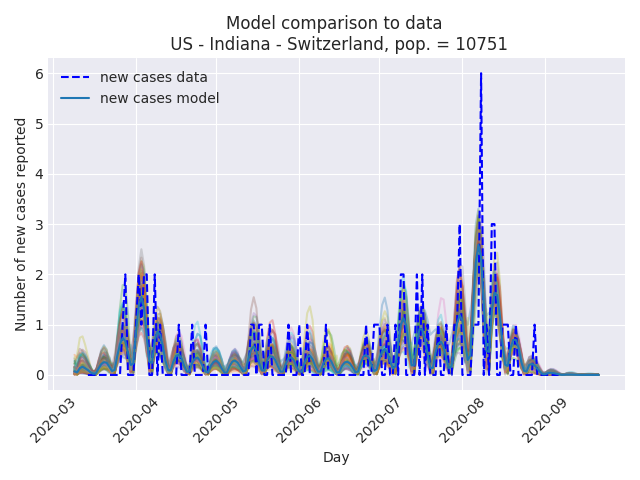 Model comparison to data
US - Indiana - Switzerland, pop. = 10751
new cases data
new cases model
Number of new cases reported
6
5
4
3
2
1
0
2020-03
2020-04
2020-05
2020-06
2020-07
2020-08
2020-09
Day